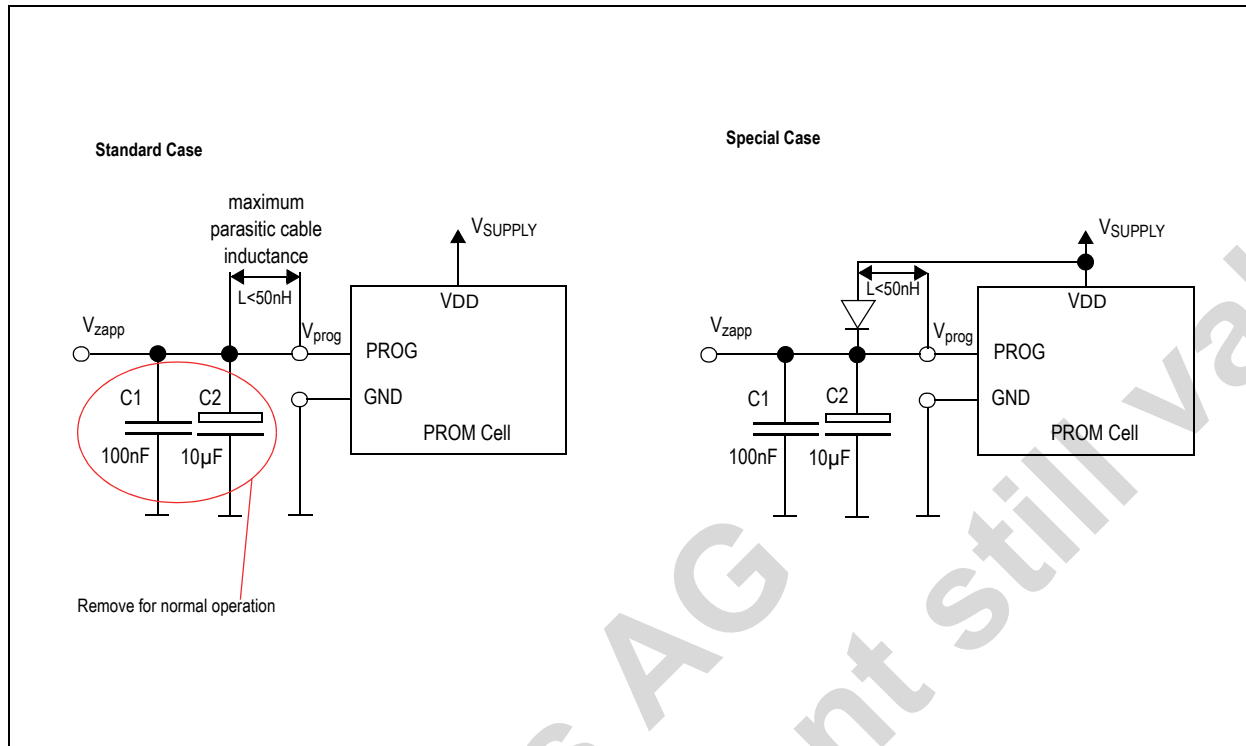 Standard Case
maximum
parasitic cable
inductance
L<50nH
VSUPPLY
VDD
Vzapp
Vprog
PROG
GND
C1
C2
100nF
10µF
PROM Cell
Remove for normal operation
Special Case
VSUPPLY
L<50nH
VDD
Vzapp
Vprog
PROG
GND
C1
C2
100nF
10µF
PROM Cell
AG
still